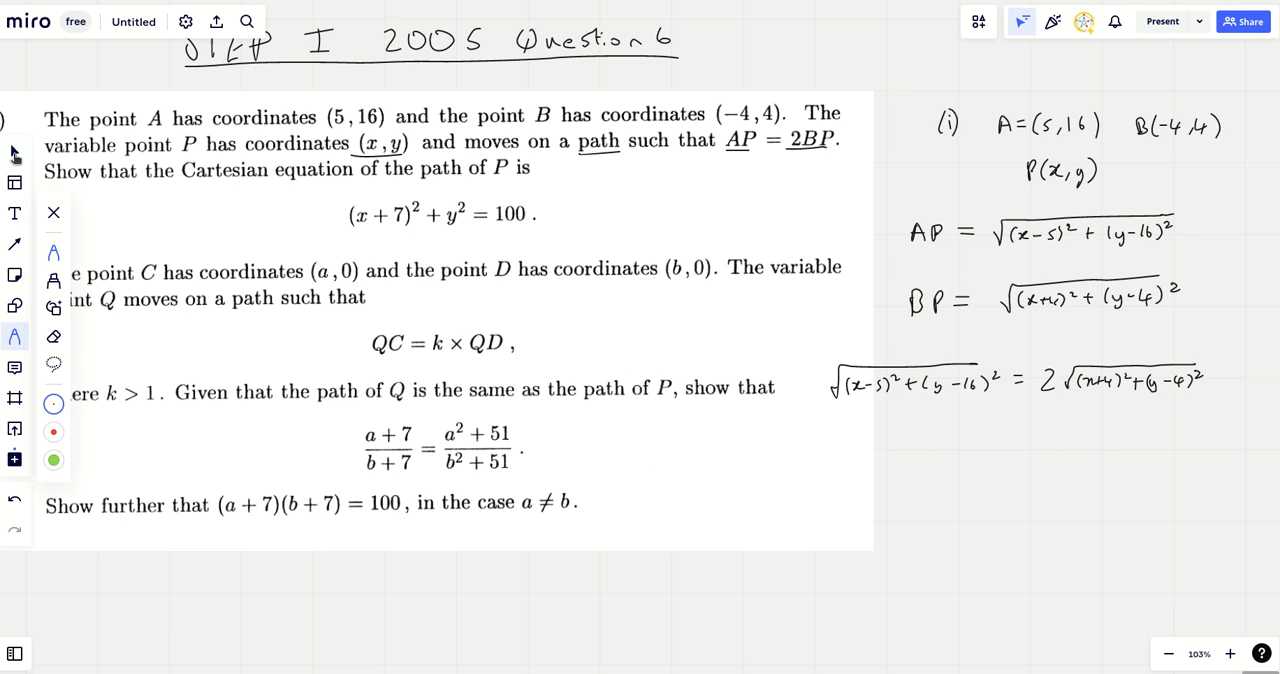 miro free Untitled Present Share
STEP I 2005 Question 6
) The point A has coordinates (5, 16) and the point B has coordinates (−4, 4). The
variable point P has coordinates (x, y) and moves on a path such that AP = 2BP.
Show that the Cartesian equation of the path of P is
(x + 7)² + y² = 100 .
e point C has coordinates (a, 0) and the point D has coordinates (b, 0). The variable
int Q moves on a path such that
QC = k × QD ,
ere k > 1. Given that the path of Q is the same as the path of P, show that
(a + 7)/(b + 7) = (a² + 51)/(b² + 51) .
Show further that (a + 7)(b + 7) = 100, in the case a ≠ b.
(i) A = (5, 16) B(-4, 4)
P(x, y)
AP = √(x-5)² + (y-16)²
BP = √(x+4)² + (y-4)²
√(x-5)² + (y-16)² = 2√(x+4)² + (y-4)²
103%